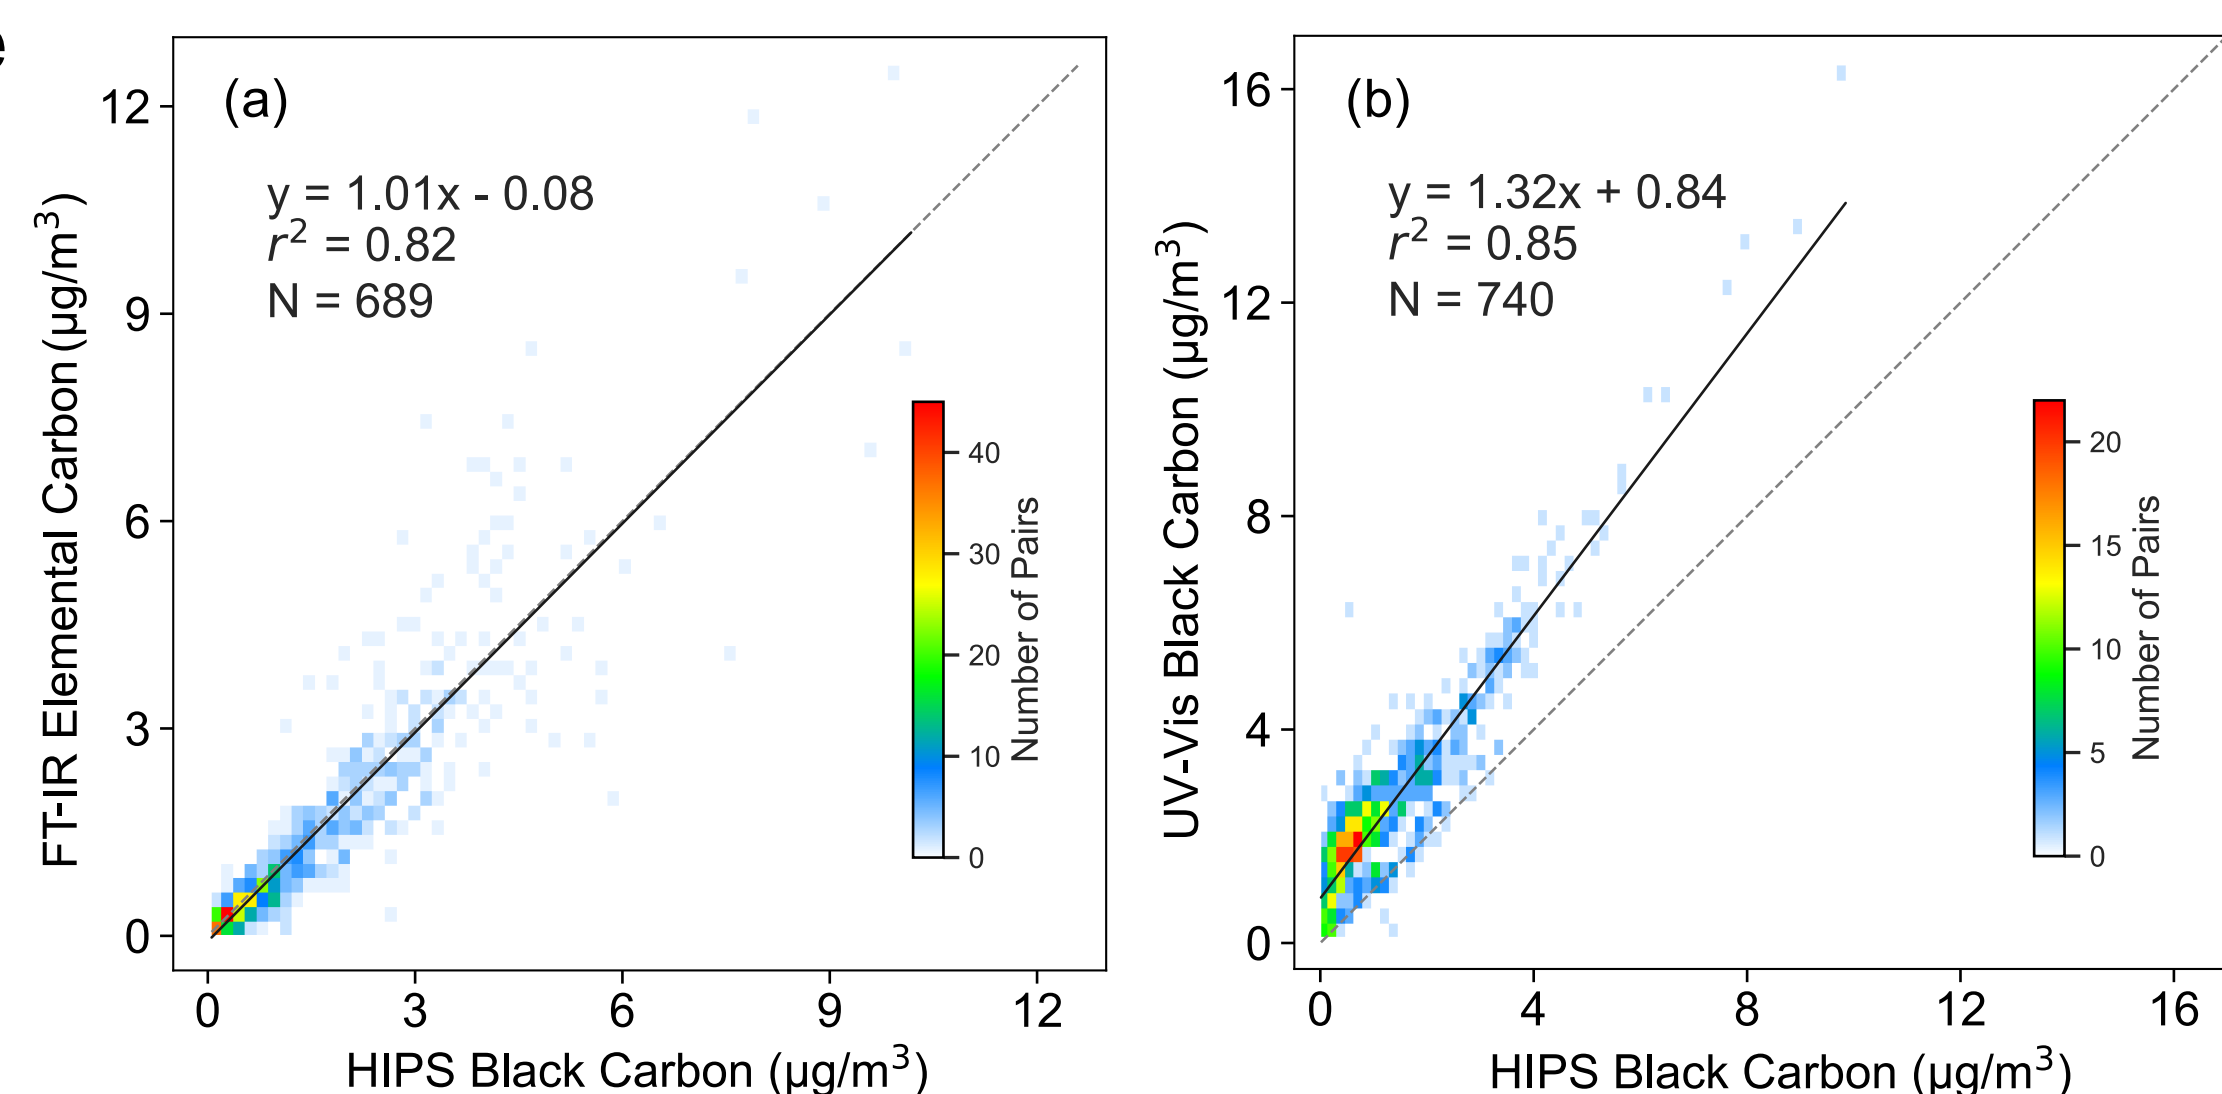 e
(a)
y = 1.01x - 0.08
r² = 0.82
N = 689
FT-IR Elemental Carbon (µg/m³)
12
9
6
3
0
0 3 6 9 12
HIPS Black Carbon (µg/m³)
40
30
20
10
0
Number of Pairs
(b)
y = 1.32x + 0.84
r² = 0.85
N = 740
UV-Vis Black Carbon (µg/m³)
16
12
8
4
0
0 4 8 12 16
HIPS Black Carbon (µg/m³)
20
15
10
5
0
Number of Pairs